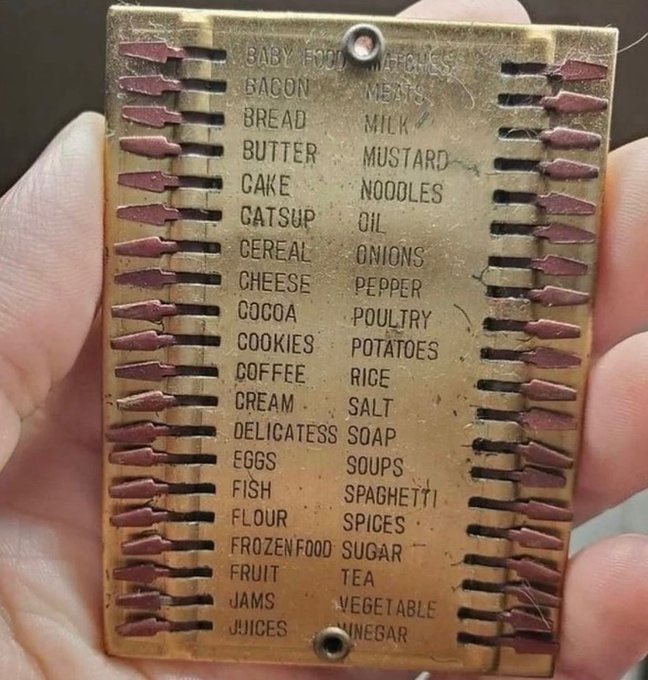 BABY FOOD MATCHES
BACON MEATS
BREAD MILK
BUTTER MUSTARD
CAKE NOODLES
CATSUP OIL
CEREAL ONIONS
CHEESE PEPPER
COCOA POULTRY
COOKIES POTATOES
COFFEE RICE
CREAM SALT
DELICATESS SOAP
EGGS SOUPS
FISH SPAGHETTI
FLOUR SPICES
FROZEN FOOD SUGAR
FRUIT TEA
JAMS VEGETABLE
JUICES VINEGAR